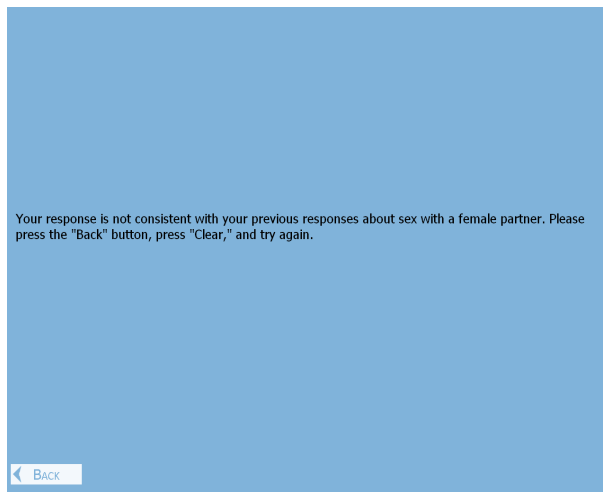 Your response is not consistent with your previous responses about sex with a female partner. Please
press the "Back" button, press "Clear," and try again.
BACK